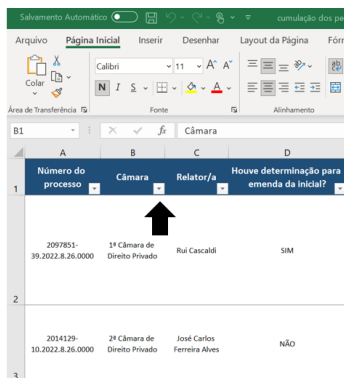 Salvamento Automático
cumulação dos pe
Arquivo Página Inicial Inserir Desenhar Layout da Página Fórm
Colar
Calibri 11 A^ Aˇ
N I S A
ab
Área de Transferência Fonte Alinhamento
B1 fx Câmara
A B C D
1 Número do processo Câmara Relator/a Houve determinação para emenda da inicial?
2097851-
39.2022.8.26.0000
1ª Câmara de
Direito Privado
Rui Cascaldi
SIM
2
2014129-
10.2022.8.26.0000
2ª Câmara de
Direito Privado
José Carlos
Ferreira Alves
NÃO
3